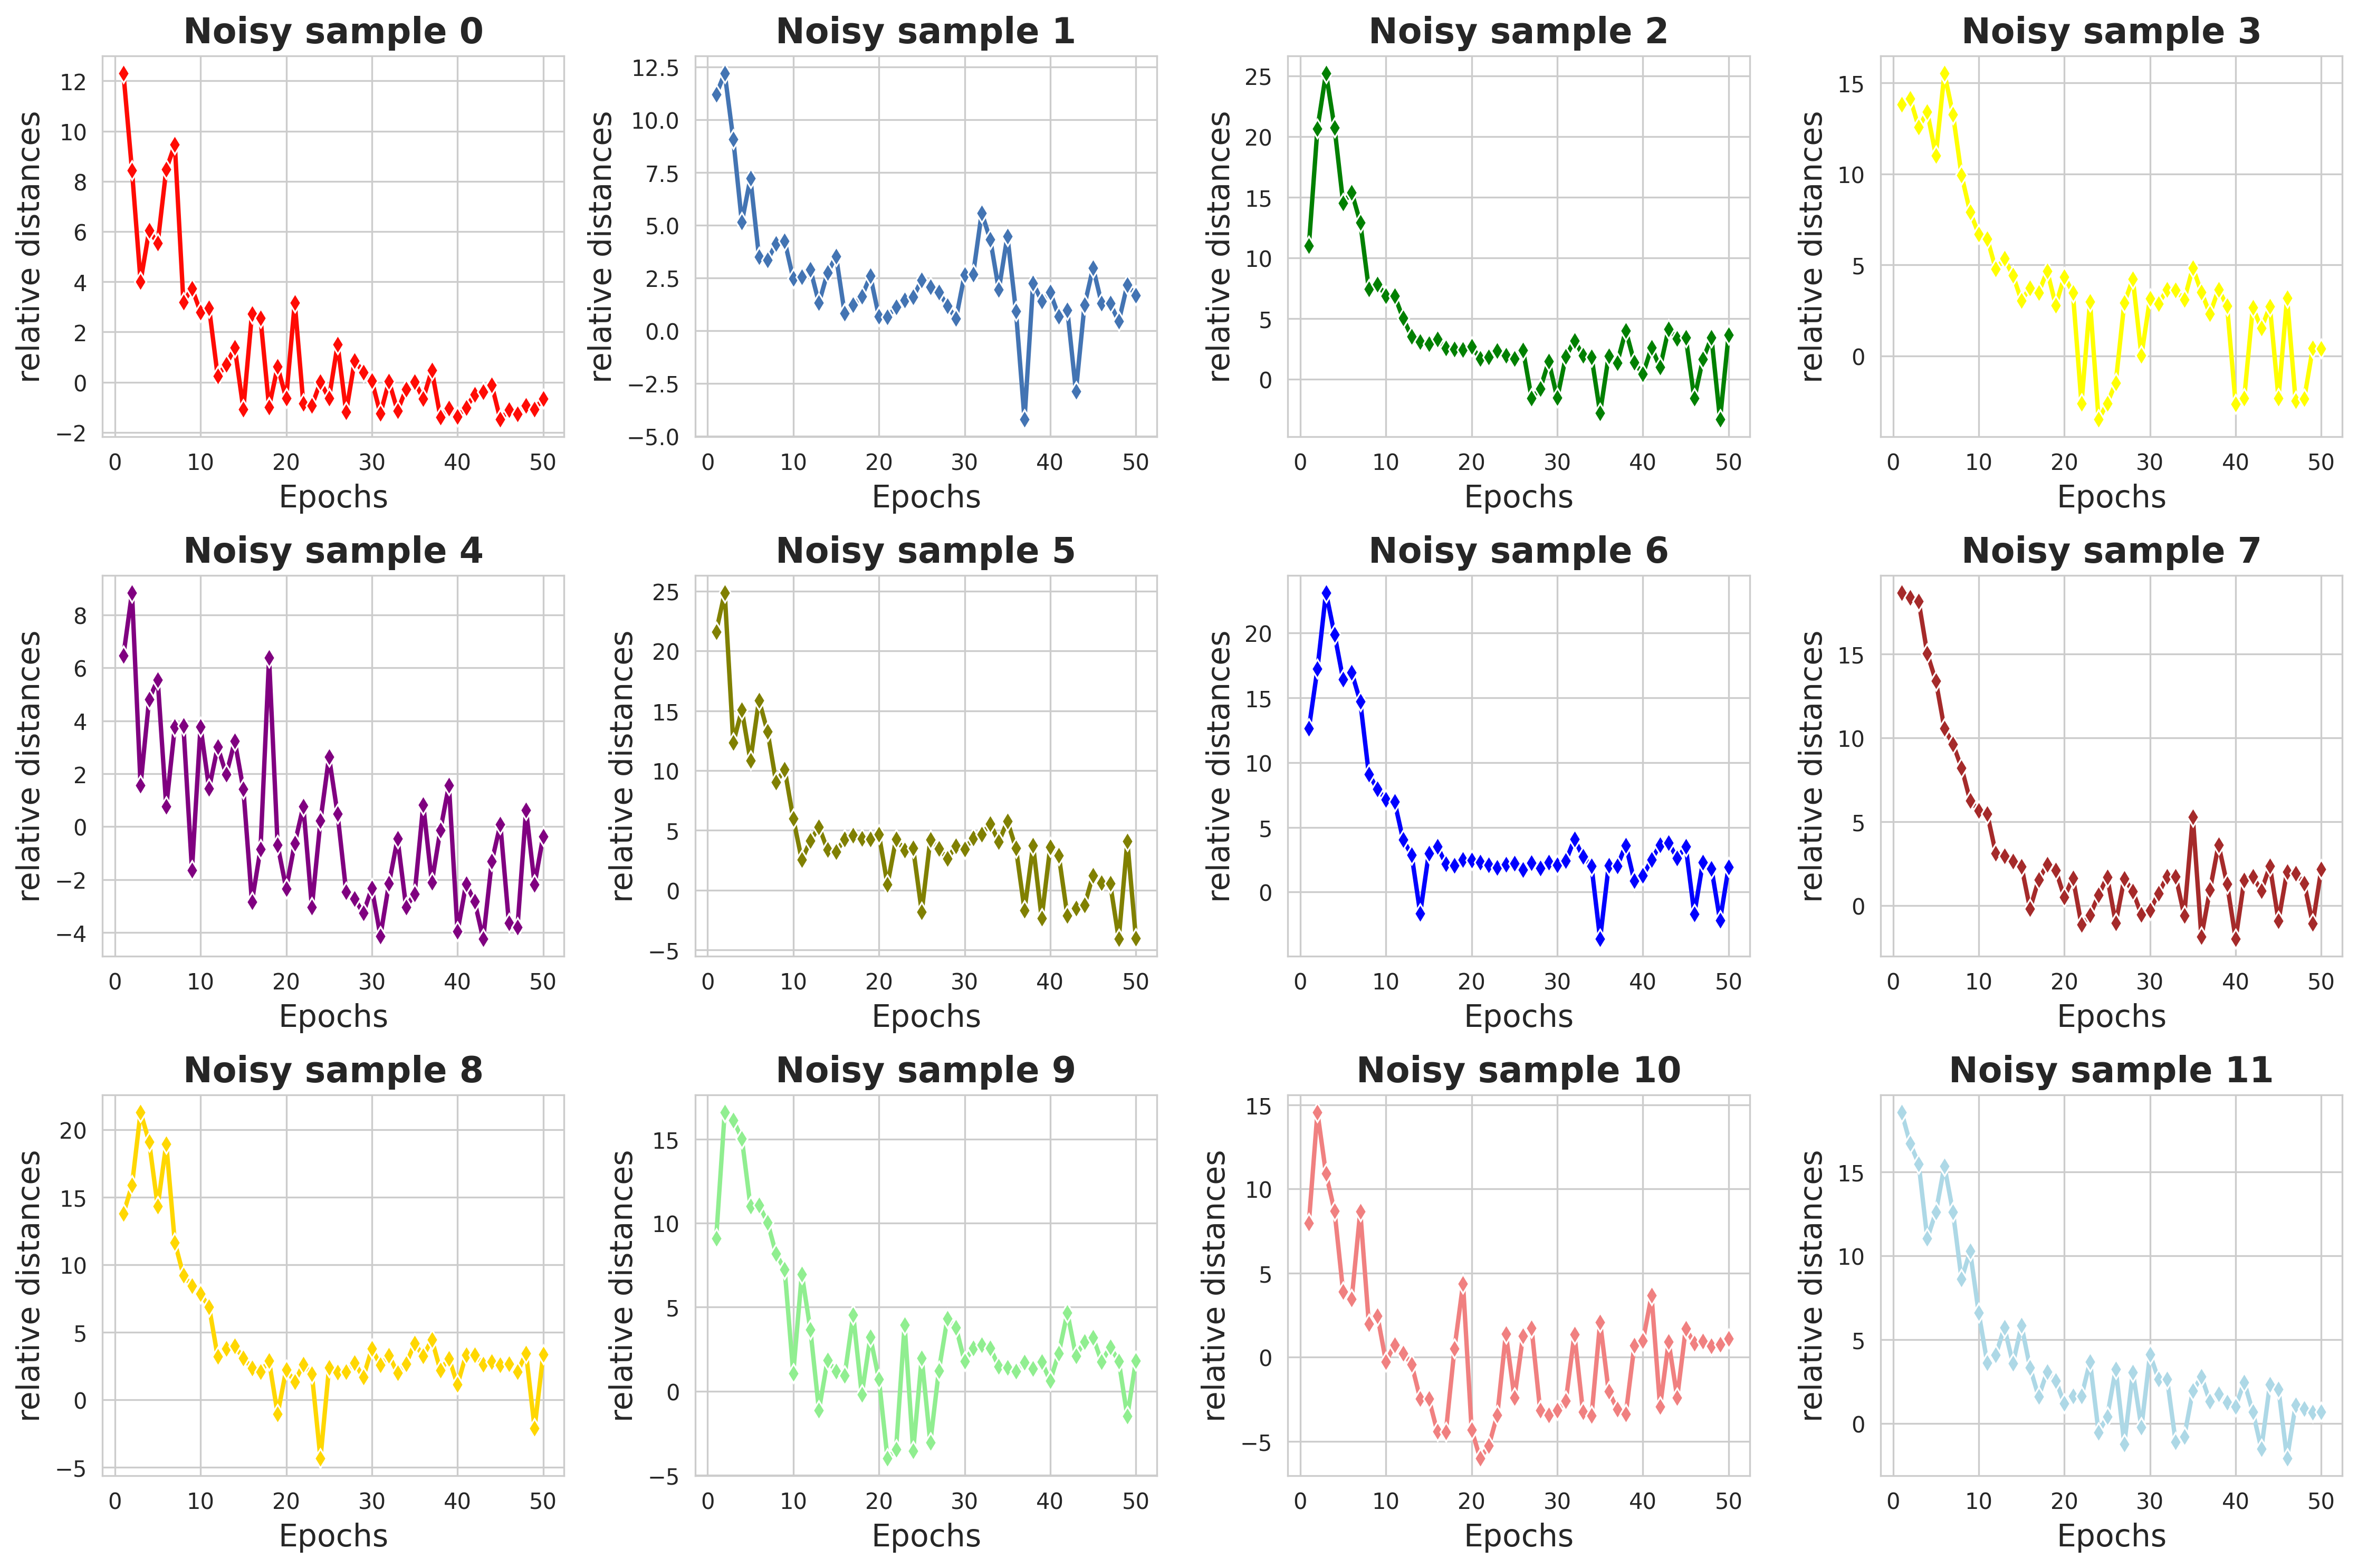 Noisy sample 0 Noisy sample 1 Noisy sample 2 Noisy sample 3
relative distances relative distances relative distances relative distances
12 10 8 6 4 2 0 −2
12.5 10.0 7.5 5.0 2.5 0.0 −2.5 −5.0
25 20 15 10 5 0
15 10 5 0
0 10 20 30 40 50 0 10 20 30 40 50 0 10 20 30 40 50 0 10 20 30 40 50
Epochs Epochs Epochs Epochs
Noisy sample 4 Noisy sample 5 Noisy sample 6 Noisy sample 7
relative distances relative distances relative distances relative distances
8 6 4 2 0 −2 −4
25 20 15 10 5 0 −5
20 15 10 5 0
15 10 5 0
0 10 20 30 40 50 0 10 20 30 40 50 0 10 20 30 40 50 0 10 20 30 40 50
Epochs Epochs Epochs Epochs
Noisy sample 8 Noisy sample 9 Noisy sample 10 Noisy sample 11
relative distances relative distances relative distances relative distances
20 15 10 5 0 −5
15 10 5 0 −5
15 10 5 0 −5
15 10 5 0
0 10 20 30 40 50 0 10 20 30 40 50 0 10 20 30 40 50 0 10 20 30 40 50
Epochs Epochs Epochs Epochs